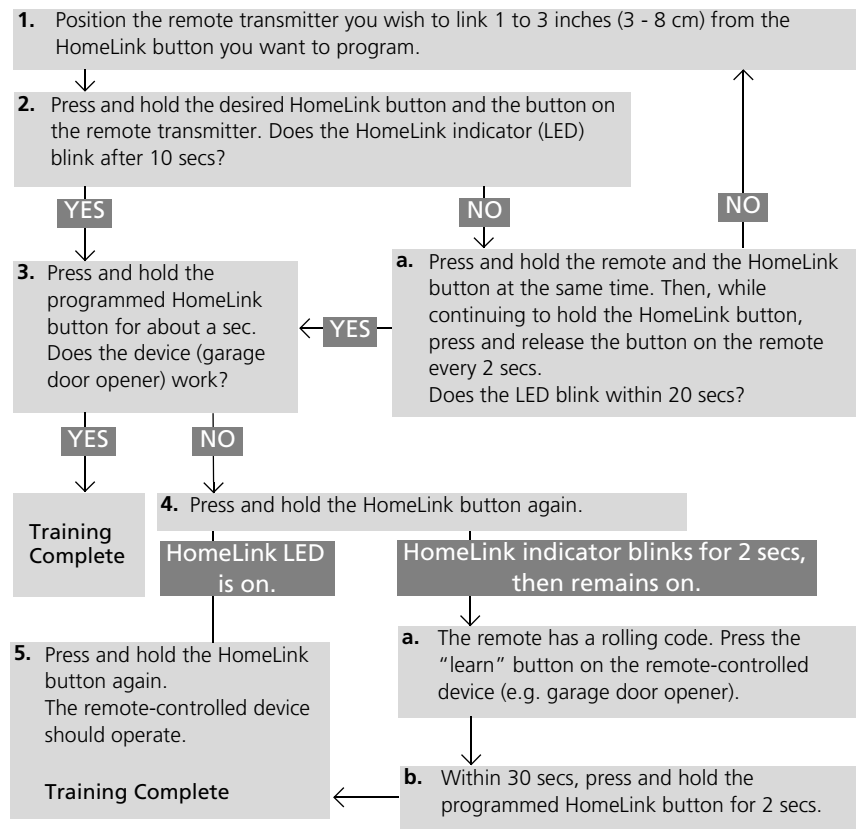 1. Position the remote transmitter you wish to link 1 to 3 inches (3 - 8 cm) from the
HomeLink button you want to program.
2. Press and hold the desired HomeLink button and the button on
the remote transmitter. Does the HomeLink indicator (LED)
blink after 10 secs?
YES
NO
NO
3. Press and hold the
programmed HomeLink
button for about a sec.
Does the device (garage
door opener) work?
YES
a. Press and hold the remote and the HomeLink
button at the same time. Then, while
continuing to hold the HomeLink button,
press and release the button on the remote
every 2 secs.
Does the LED blink within 20 secs?
YES
NO
Training
Complete
4. Press and hold the HomeLink button again.
HomeLink LED
is on.
HomeLink indicator blinks for 2 secs,
then remains on.
5. Press and hold the HomeLink
button again.
The remote-controlled device
should operate.
Training Complete
a. The remote has a rolling code. Press the
“learn” button on the remote-controlled
device (e.g. garage door opener).
b. Within 30 secs, press and hold the
programmed HomeLink button for 2 secs.